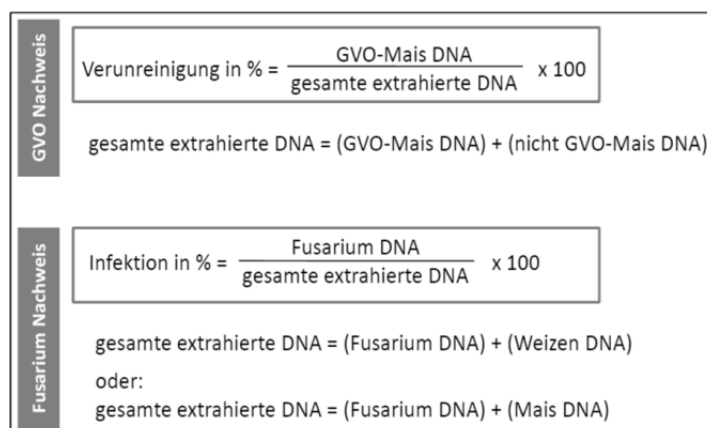 GVO Nachweis
Verunreinigung in % = GVO-Mais DNA / gesamte extrahierte DNA x 100
gesamte extrahierte DNA = (GVO-Mais DNA) + (nicht GVO-Mais DNA)
Fusarium Nachweis
Infektion in % = Fusarium DNA / gesamte extrahierte DNA x 100
gesamte extrahierte DNA = (Fusarium DNA) + (Weizen DNA)
oder:
gesamte extrahierte DNA = (Fusarium DNA) + (Mais DNA)